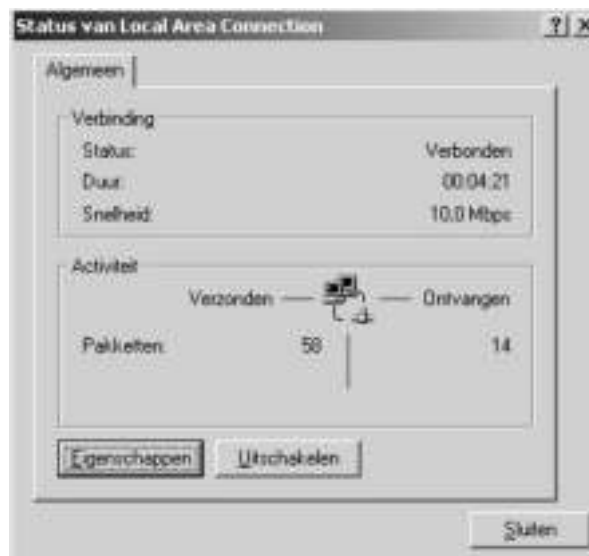 Status van Local Area Connection
Algemeen
Verbinding
Status: Verbonden
Duur: 00:04:21
Snelheid: 10.0 Mbps
Activiteit
Verzonden — — Ontvangen
Pakketten: 58 14
Eigenschappen Uitschakelen
Sluiten